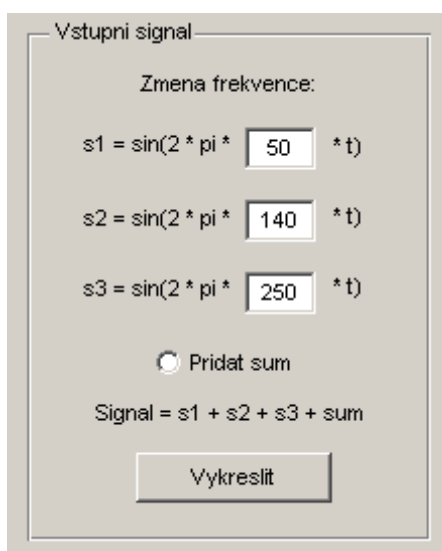 Vstupni signal
Zmena frekvence:
s1 = sin(2 * pi * 50 * t)
s2 = sin(2 * pi * 140 * t)
s3 = sin(2 * pi * 250 * t)
Pridat sum
Signal = s1 + s2 + s3 + sum
Vykreslit